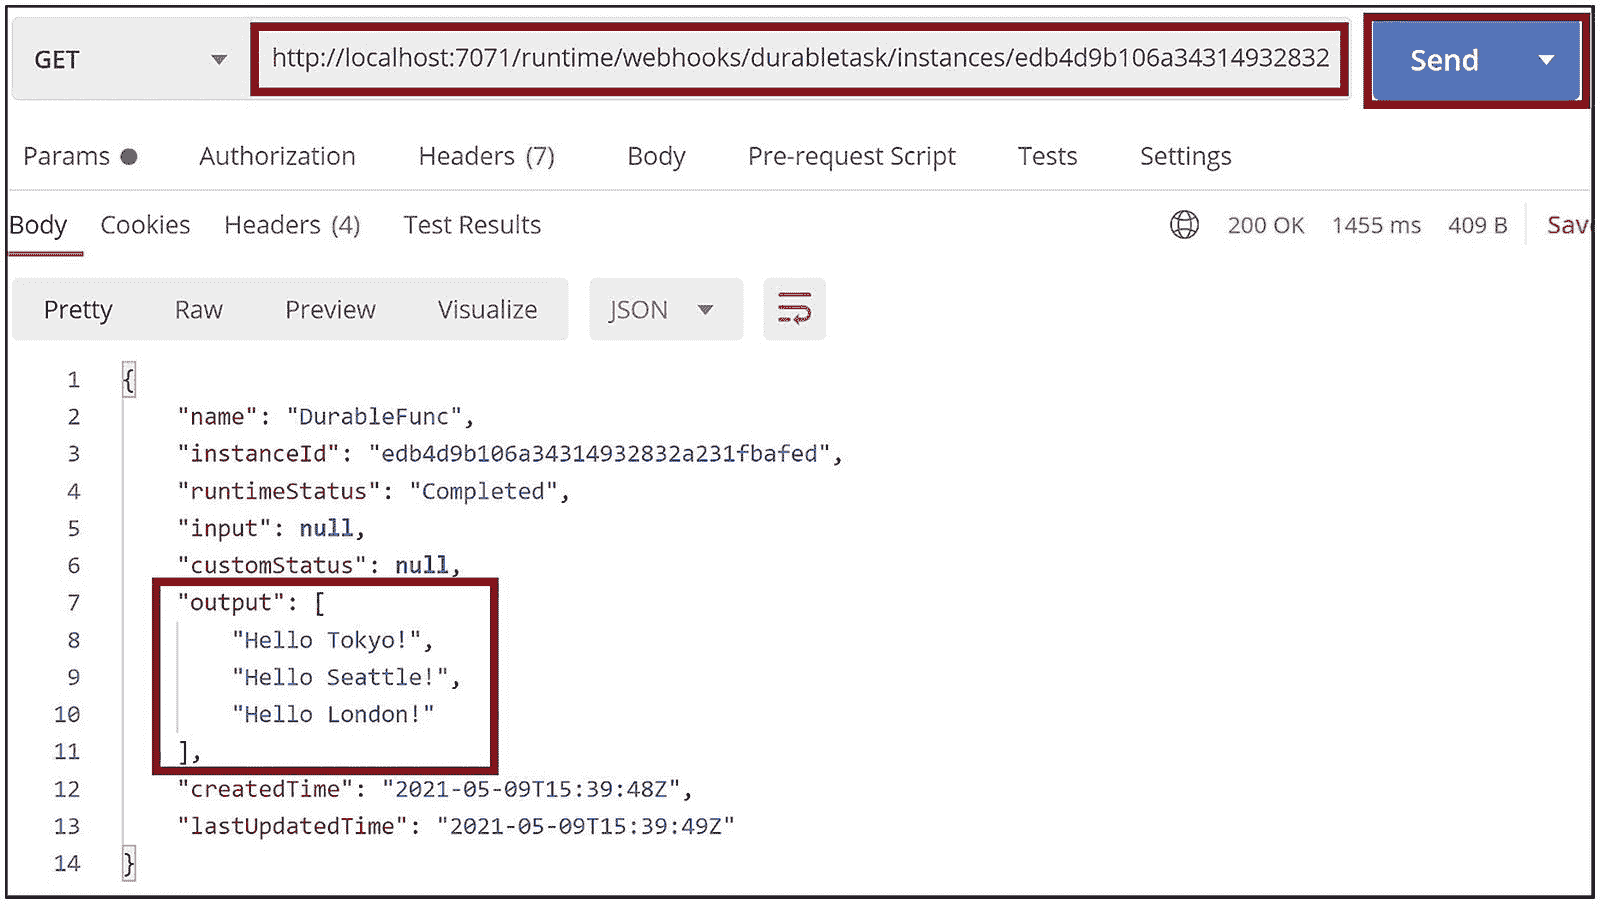 GET http://localhost:7071/runtime/webhooks/durabletask/instances/edb4d9b106a34314932832 Send
Params Authorization Headers (7) Body Pre-request Script Tests Settings
Body Cookies Headers (4) Test Results 200 OK 1455 ms 409 B Sav
Pretty Raw Preview Visualize JSON
1 {
2 "name": "DurableFunc",
3 "instanceId": "edb4d9b106a34314932832a231fbafed",
4 "runtimeStatus": "Completed",
5 "input": null,
6 "customStatus": null,
7 "output": [
8 "Hello Tokyo!",
9 "Hello Seattle!",
10 "Hello London!"
11 ],
12 "createdTime": "2021-05-09T15:39:48Z",
13 "lastUpdatedTime": "2021-05-09T15:39:49Z"
14 }